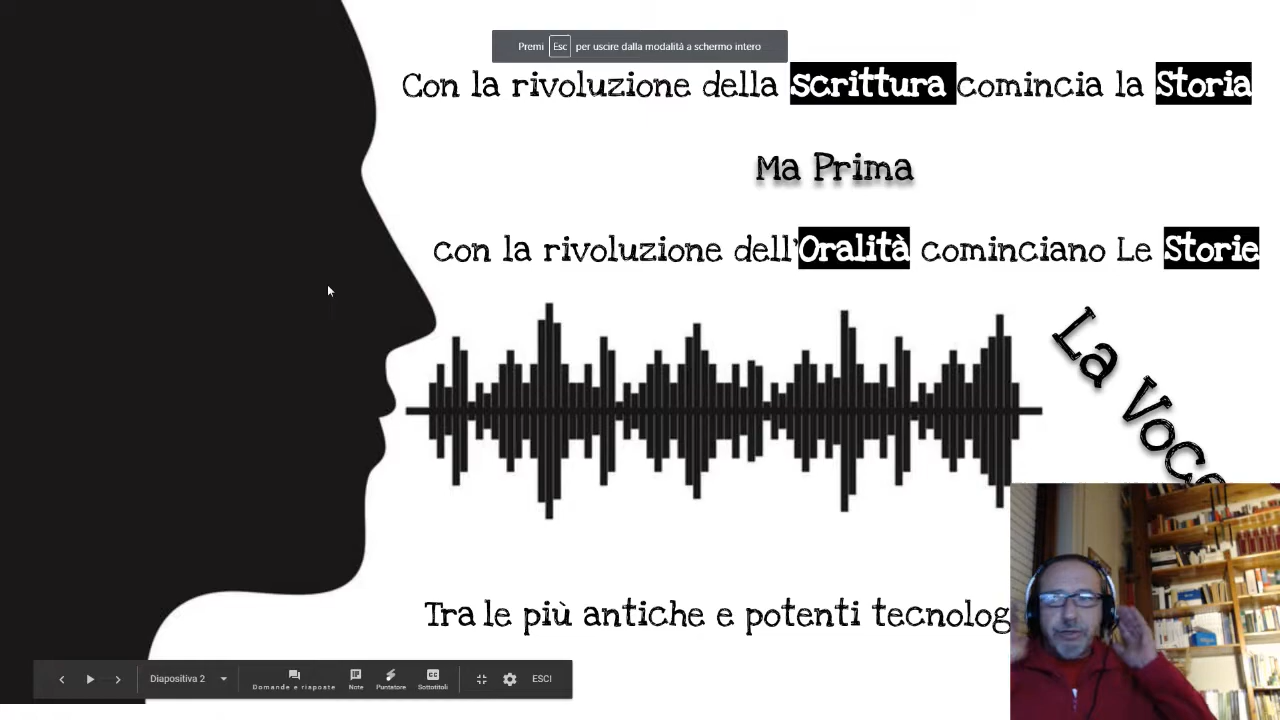 Premi Esc per uscire dalla modalità a schermo intero
Con la rivoluzione della scrittura comincia la Storia
Ma Prima
con la rivoluzione dell'Oralità cominciano Le Storie
La Voce
Tra le più antiche e potenti tecnolog
Diapositiva 2
Domande e risposte
Note
Puntatore
Sottotitoli
ESCI